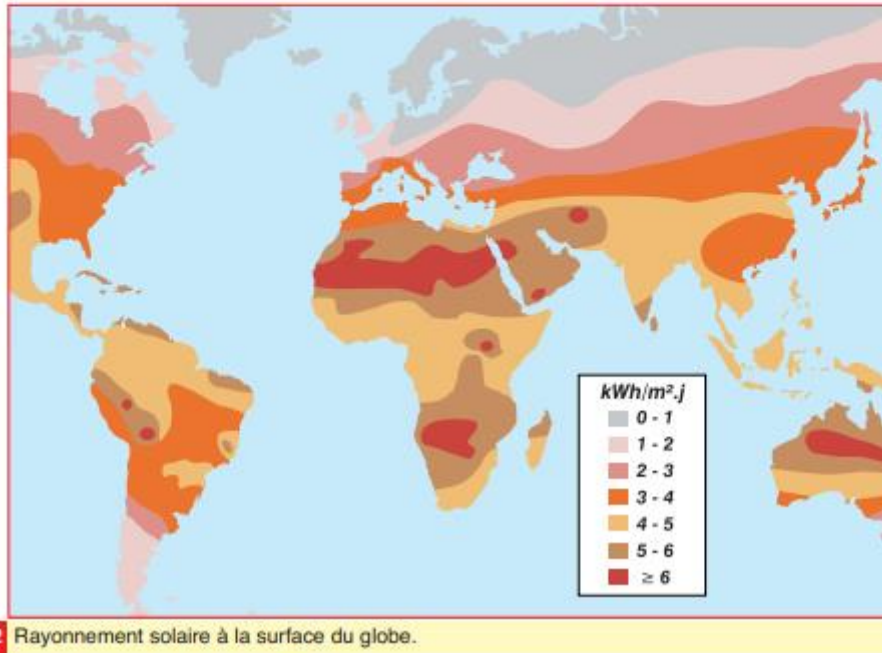 kWh/m².j
0 - 1
1 - 2
2 - 3
3 - 4
4 - 5
5 - 6
≥ 6
Rayonnement solaire à la surface du globe.